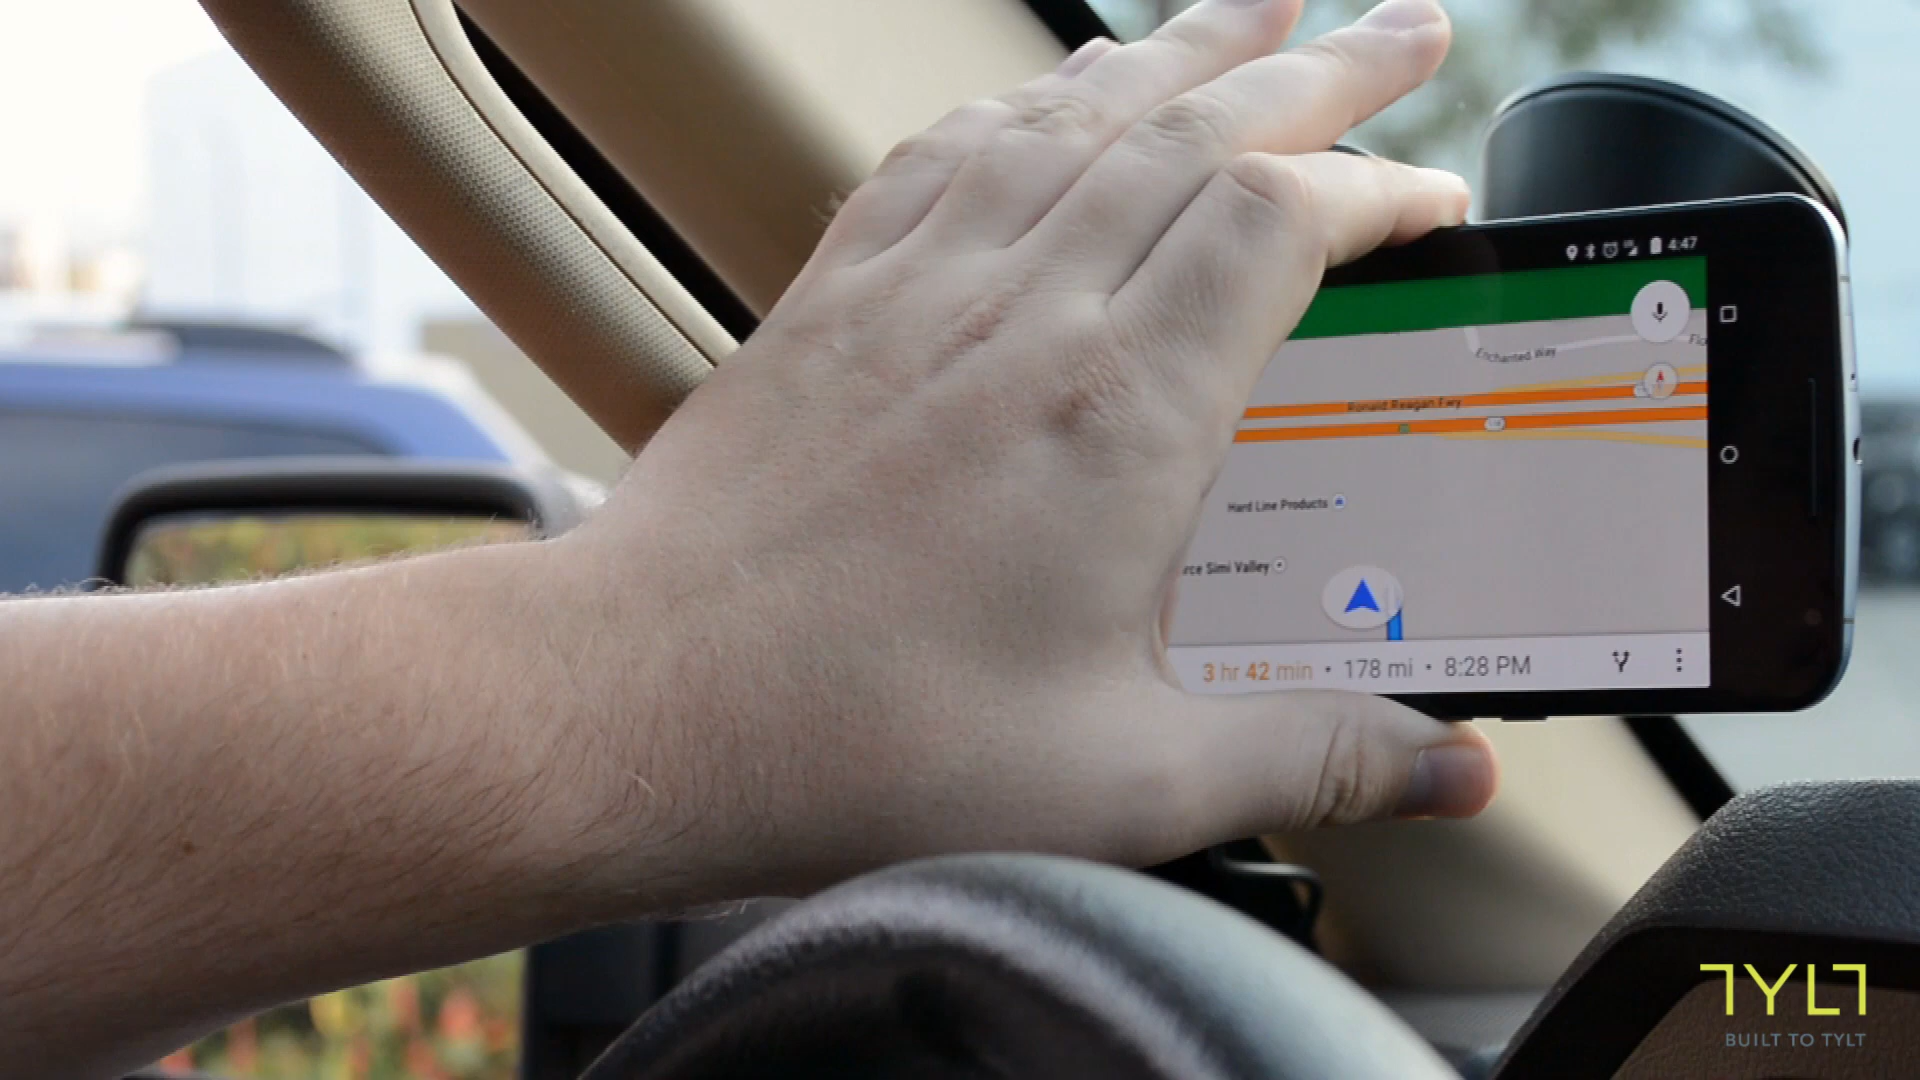 4:47
Enchanted Way
Ronald Reagan Fwy
Hard Line Products
Simi Valley
3 hr 42 min • 178 mi • 8:28 PM
TYLT
BUILT TO TYLT